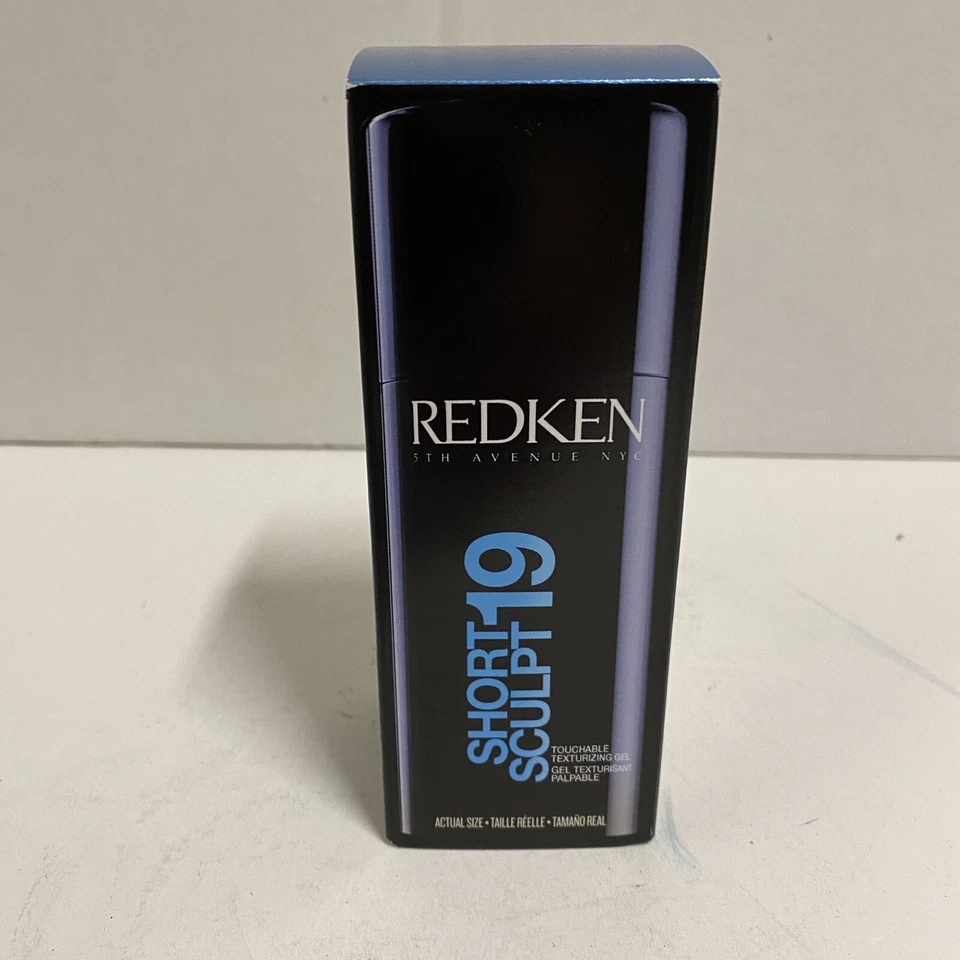 REDKEN
5TH AVENUE NYC
SHORT
SCULPT 19
TOUCHABLE
TEXTURIZING GEL
GEL TEXTURISANT
PALPABLE
ACTUAL SIZE • TAILLE RÉELLE • TAMAÑO REAL